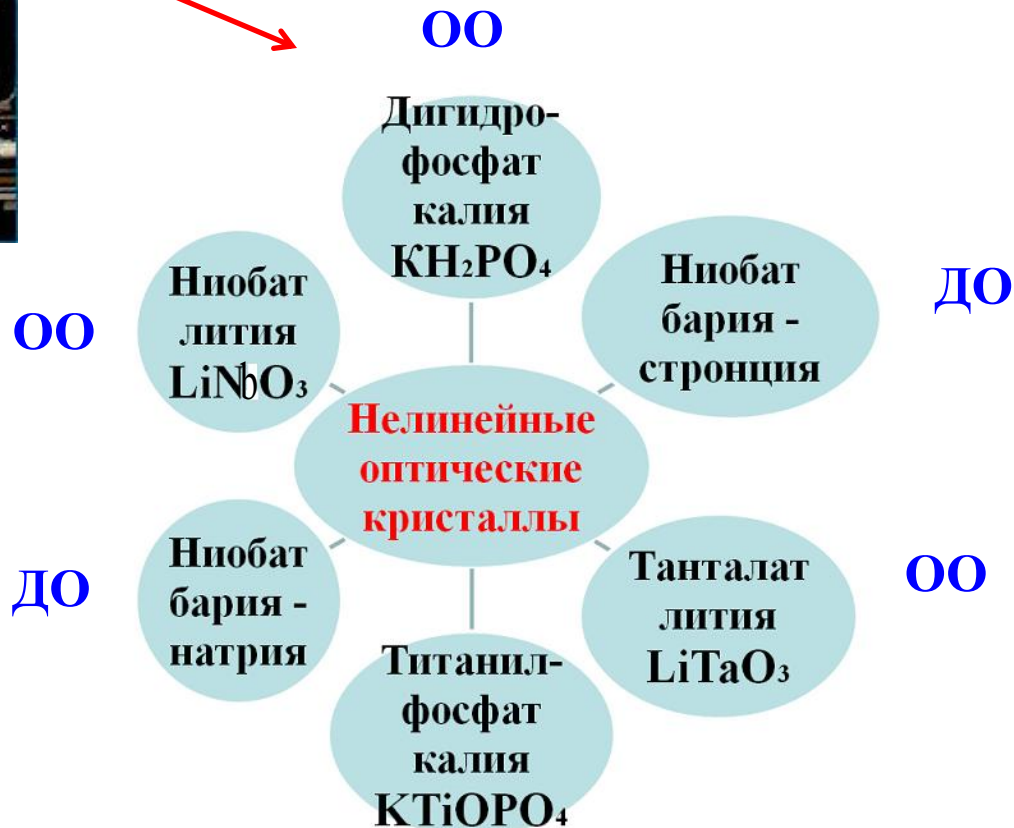 ОО
Дигидро-
фосфат
калия
KH₂PO₄
Ниобат
бария -
стронция
ДО
Ниобат
лития
LiNbO₃
ОО
Нелинейные
оптические
кристаллы
Ниобат
бария -
натрия
ДО
Танталат
лития
LiTaO₃
ОО
Титанил-
фосфат
калия
KTiOPO₄